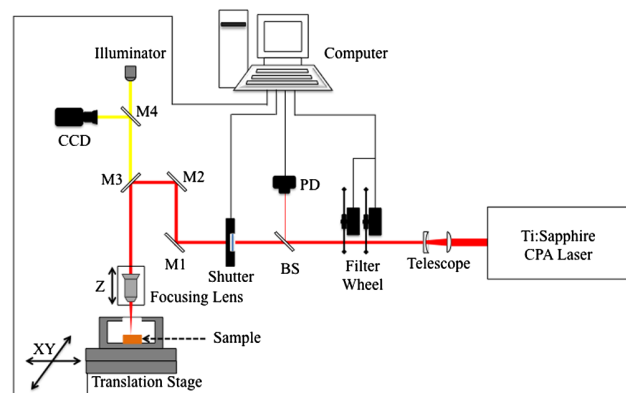 Illuminator
Computer
M4
CCD
M3
M2
PD
Ti:Sapphire
CPA Laser
M1
Shutter
BS
Filter
Wheel
Telescope
Z
Focusing Lens
Sample
XY
Translation Stage